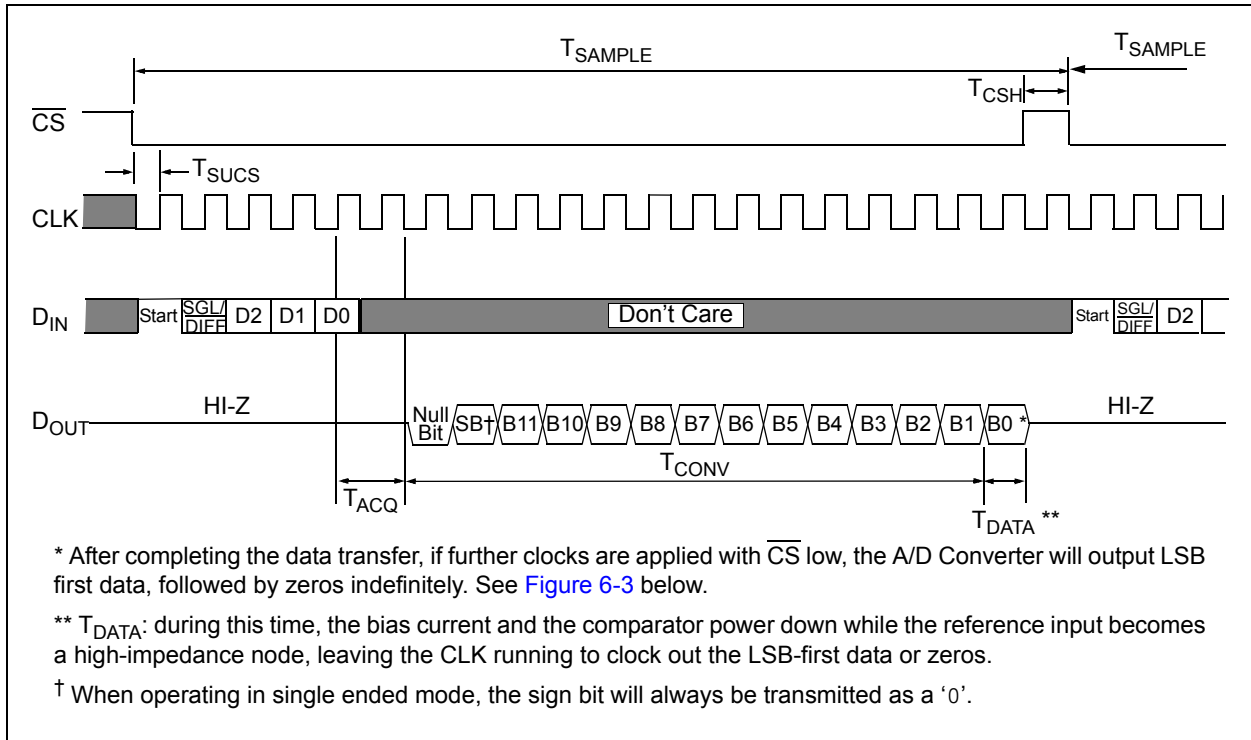 TSAMPLE
TSAMPLE
TCSH
CS
TSUCS
CLK
DIN
Start
SGL/
DIFF
D2
D1
D0
Don't Care
Start
SGL/
DIFF
D2
HI-Z
HI-Z
DOUT
Null
Bit
SB†
B11
B10
B9
B8
B7
B6
B5
B4
B3
B2
B1
B0 *
TCONV
TACQ
TDATA **
* After completing the data transfer, if further clocks are applied with CS low, the A/D Converter will output LSB
first data, followed by zeros indefinitely. See Figure 6-3 below.
** TDATA: during this time, the bias current and the comparator power down while the reference input becomes
a high-impedance node, leaving the CLK running to clock out the LSB-first data or zeros.
† When operating in single ended mode, the sign bit will always be transmitted as a ‘0’.